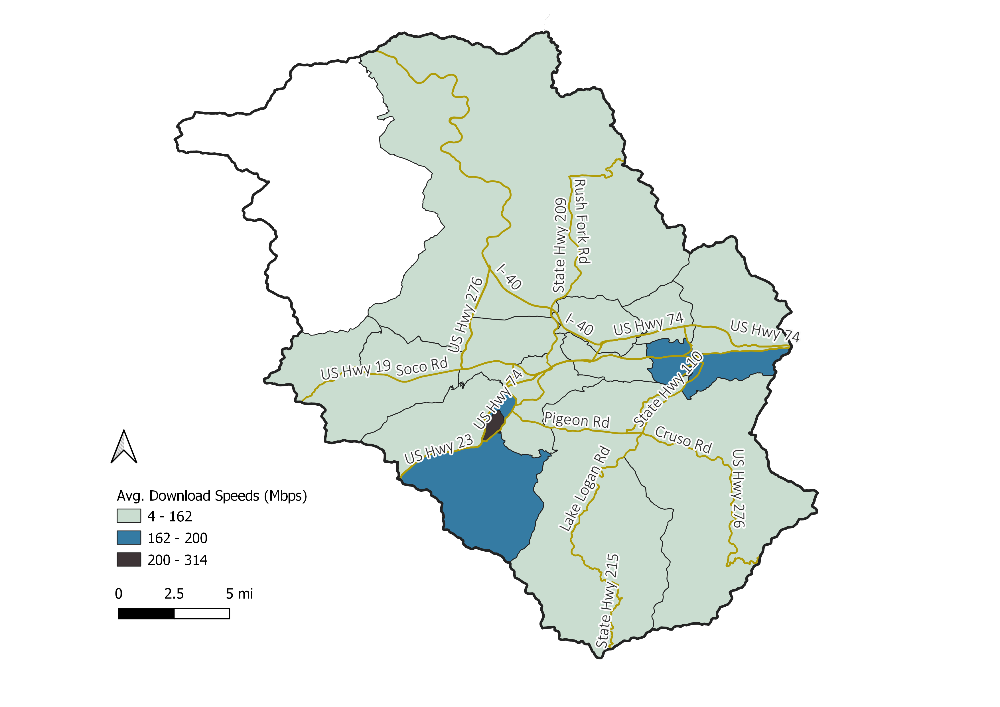 Rush Fork Rd
State Hwy 209
I- 40
US Hwy 276
I- 40
US Hwy 74
US Hwy 74
US Hwy 19
Soco Rd
State Hwy 110
US Hwy 74
State Hwy 110
Pigeon Rd
Cruso Rd
US Hwy 23
Lake Logan Rd
US Hwy 276
State Hwy 215
Avg. Download Speeds (Mbps)
4 - 162
162 - 200
200 - 314
0 2.5 5 mi